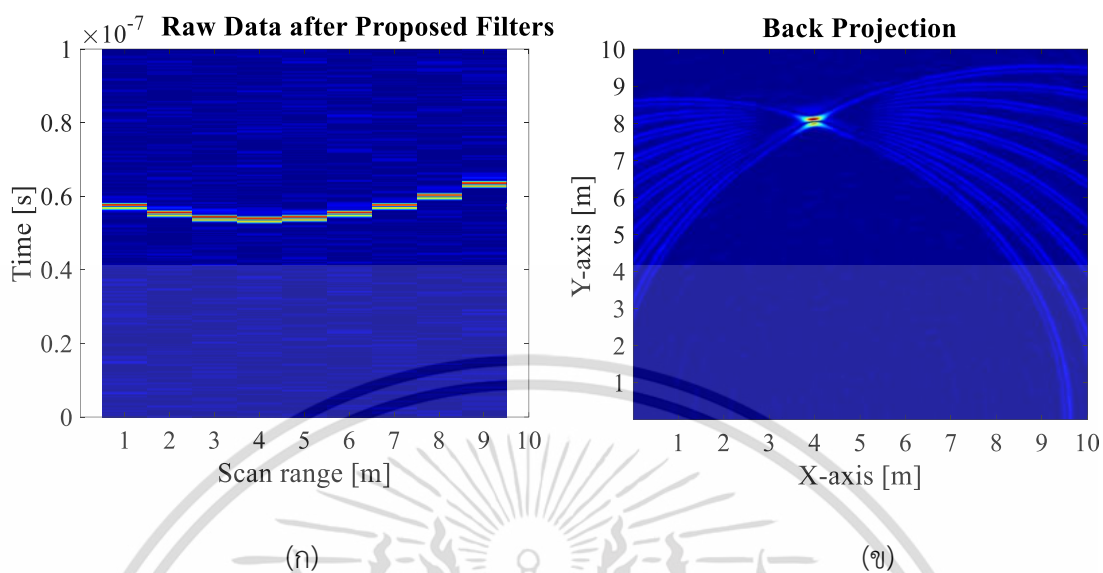 Raw Data after Proposed Filters
×10⁻⁷
1
0.8
0.6
0.4
0.2
0
Time [s]
1 2 3 4 5 6 7 8 9 10
Scan range [m]
(ก)
Back Projection
10
9
8
7
6
5
4
3
2
1
Y-axis [m]
1 2 3 4 5 6 7 8 9 10
X-axis [m]
(ข)